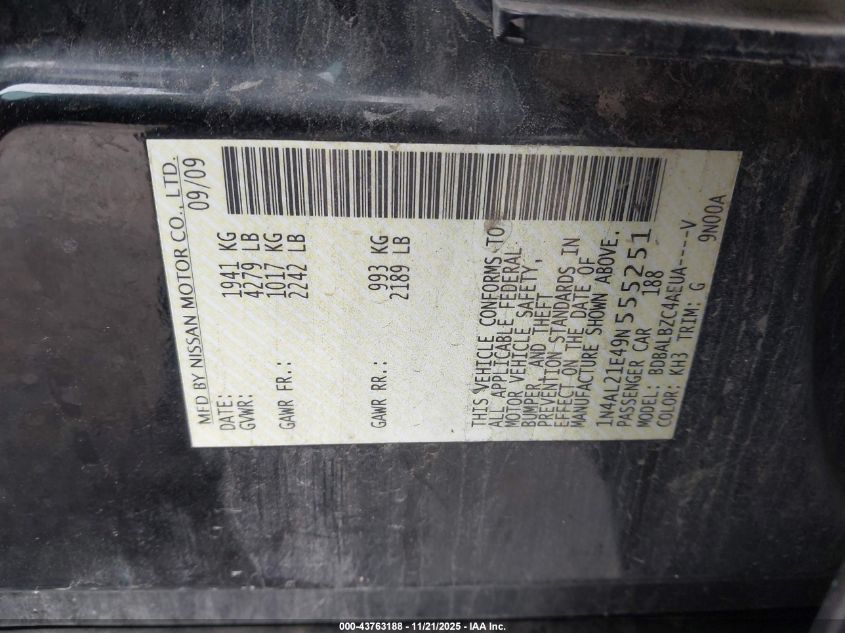 MFD BY NISSAN MOTOR CO., LTD.
DATE: 09/09
GVWR: 1941 KG
4279 LB
GAWR FR.: 1017 KG
2242 LB
GAWR RR.: 993 KG
2189 LB
THIS VEHICLE CONFORMS TO
ALL APPLICABLE FEDERAL
MOTOR VEHICLE SAFETY,
BUMPER, AND THEFT
PREVENTION STANDARDS IN
EFFECT ON THE DATE OF
MANUFACTURE SHOWN ABOVE.
1N4AL21E49N555251
PASSENGER CAR 188
MODEL: BDBALBZC4AEUA----V
COLOR: KH3 TRIM: G 9N00A
000-43763188 - 11/21/2025 - IAA Inc.